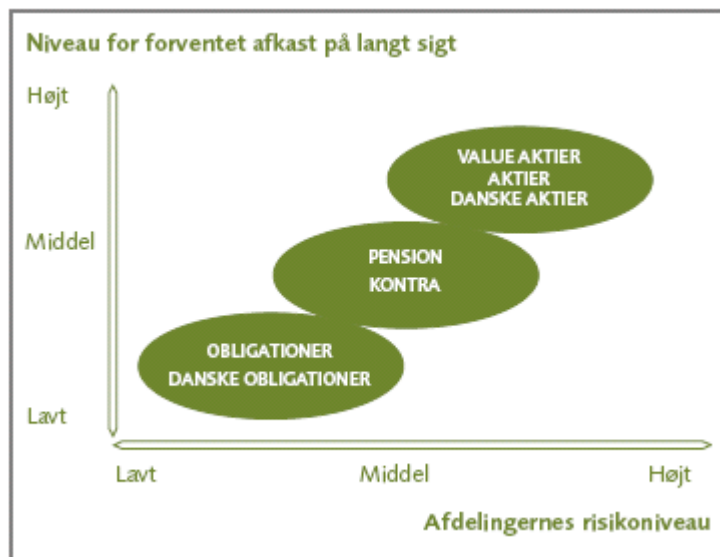 Niveau for forventet afkast på langt sigt
Højt
VALUE AKTIER
AKTIER
DANSKE AKTIER
Middel
PENSION
KONTRA
OBLIGATIONER
DANSKE OBLIGATIONER
Lavt
Lavt Middel Højt
Afdelingernes risikoniveau